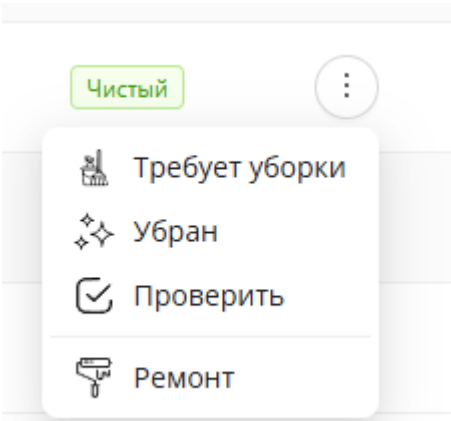 Чистый
Требует уборки
Убран
Проверить
Ремонт